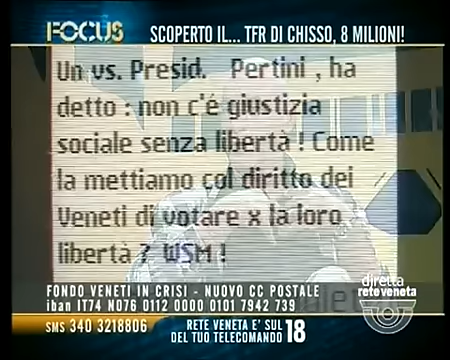 FOCUS
SCOPERTO IL... TFR DI CHISSO, 8 MILIONI!
Un vs. Presid. Pertini , ha
detto : non c'é giustizia
sociale senza libertà ! Come
la mettiamo col diritto dei
Veneti di votare x la loro
libertà ? WSM !
FONDO VENETI IN CRISI - NUOVO CC POSTALE
iban IT74 N076 0112 0000 0101 7942 739
diretta
reteveneta
SMS 340 3218806
RETE VENETA E' SUL
DEL TUO TELECOMANDO 18